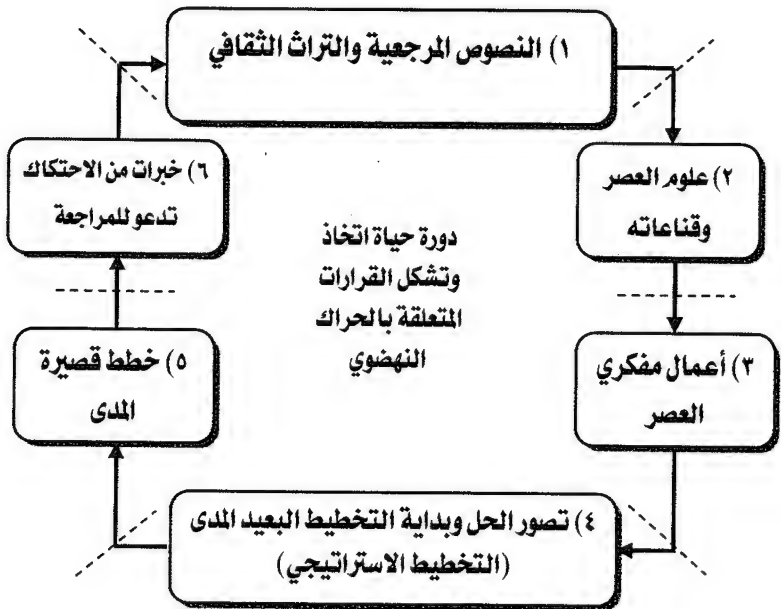 ١) النصوص المرجعية والتراث الثقافي
٢) علوم العصر
وقناعاته
٣) أعمال مفكري
العصر
٤) تصور الحل وبداية التخطيط البعيد المدى
(التخطيط الاستراتيجي)
٥) خطط قصيرة
المدى
٦) خبرات من الاحتكاك
تدعو للمراجعة
دورة حياة اتخاذ
وتشكل القرارات
المتعلقة بالحراك
النهضوي